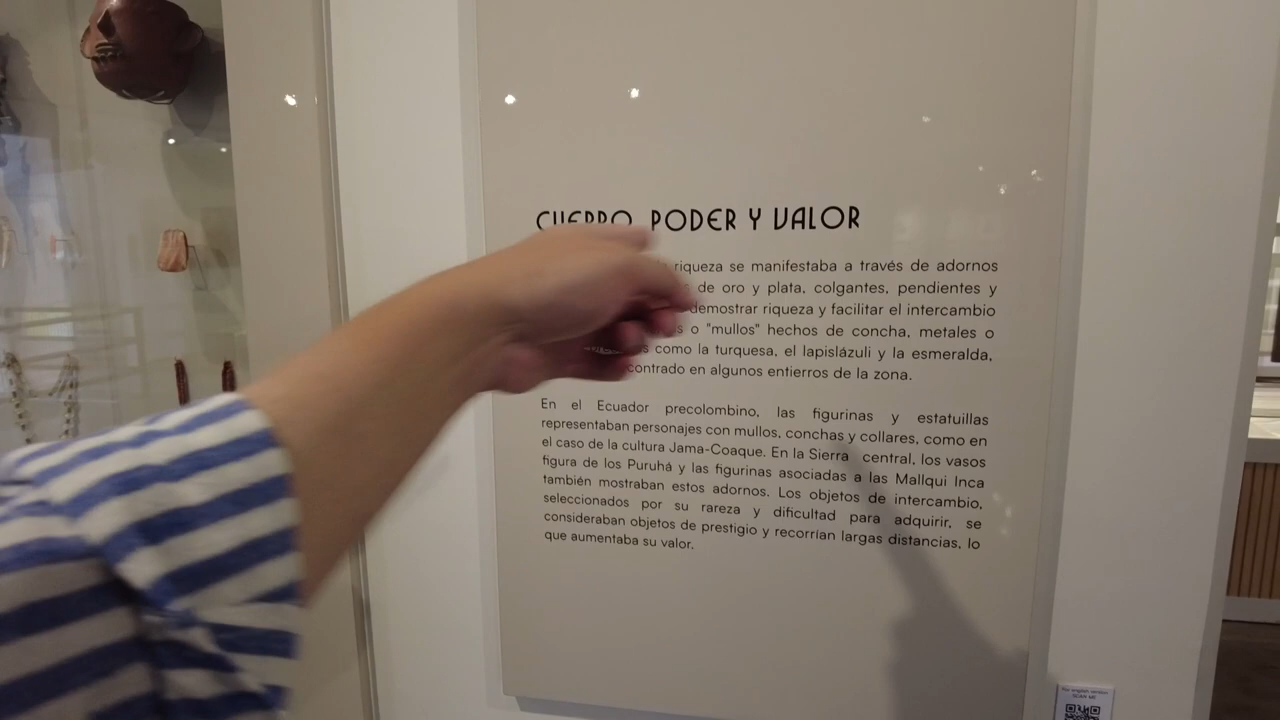 CUERPO, PODER Y VALOR
riqueza se manifestaba a través de adornos
de oro y plata, colgantes, pendientes y
demostrar riqueza y facilitar el intercambio
o "mullos" hechos de concha, metales o
como la turquesa, el lapislázuli y la esmeralda,
contrado en algunos entierros de la zona.
En el Ecuador precolombino, las figurinas y estatuillas
representaban personajes con mullos, conchas y collares, como en
el caso de la cultura Jama-Coaque. En la Sierra central, los vasos
figura de los Puruhá y las figurinas asociadas a las Mallqui Inca
también mostraban estos adornos. Los objetos de intercambio,
seleccionados por su rareza y dificultad para adquirir, se
consideraban objetos de prestigio y recorrían largas distancias, lo
que aumentaba su valor.
For english version
SCAN ME